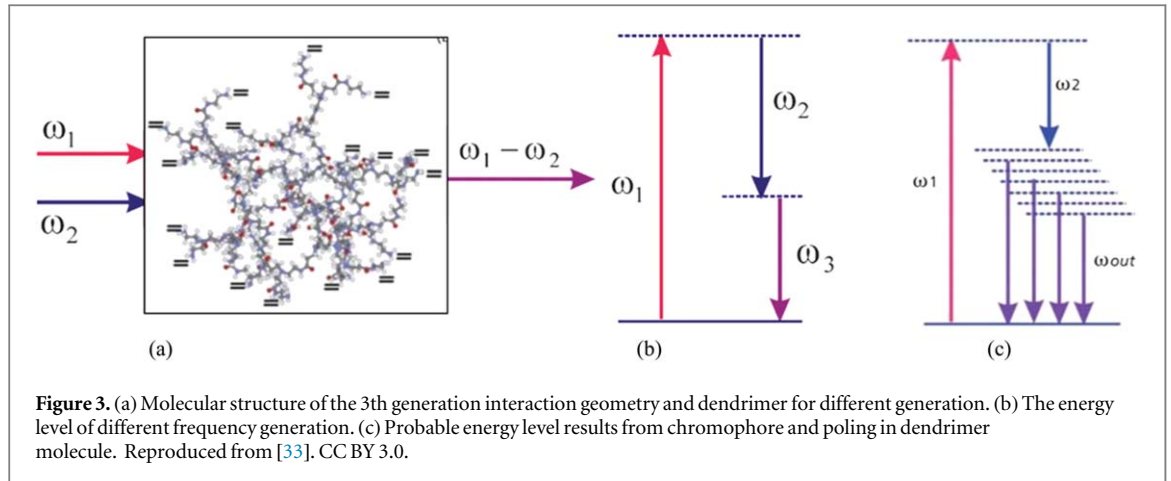 ω₁
ω₂
ω₁ − ω₂
(a)
ω₁
ω₂
ω₃
(b)
ω1
ω2
ωout
(c)
Figure 3. (a) Molecular structure of the 3th generation interaction geometry and dendrimer for different generation. (b) The energy
level of different frequency generation. (c) Probable energy level results from chromophore and poling in dendrimer
molecule. Reproduced from [33]. CC BY 3.0.